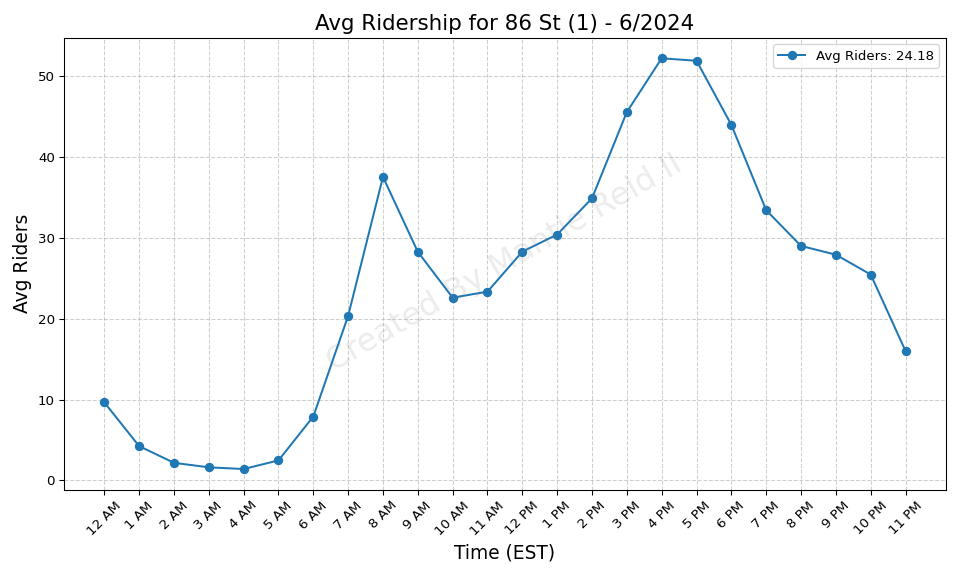 Avg Ridership for 86 St (1) - 6/2024
Avg Riders: 24.18
Avg Riders
50
40
30
20
10
0
Created By Mantie Reid II
12 AM
1 AM
2 AM
3 AM
4 AM
5 AM
6 AM
7 AM
8 AM
9 AM
10 AM
11 AM
12 PM
1 PM
2 PM
3 PM
4 PM
5 PM
6 PM
7 PM
8 PM
9 PM
10 PM
11 PM
Time (EST)